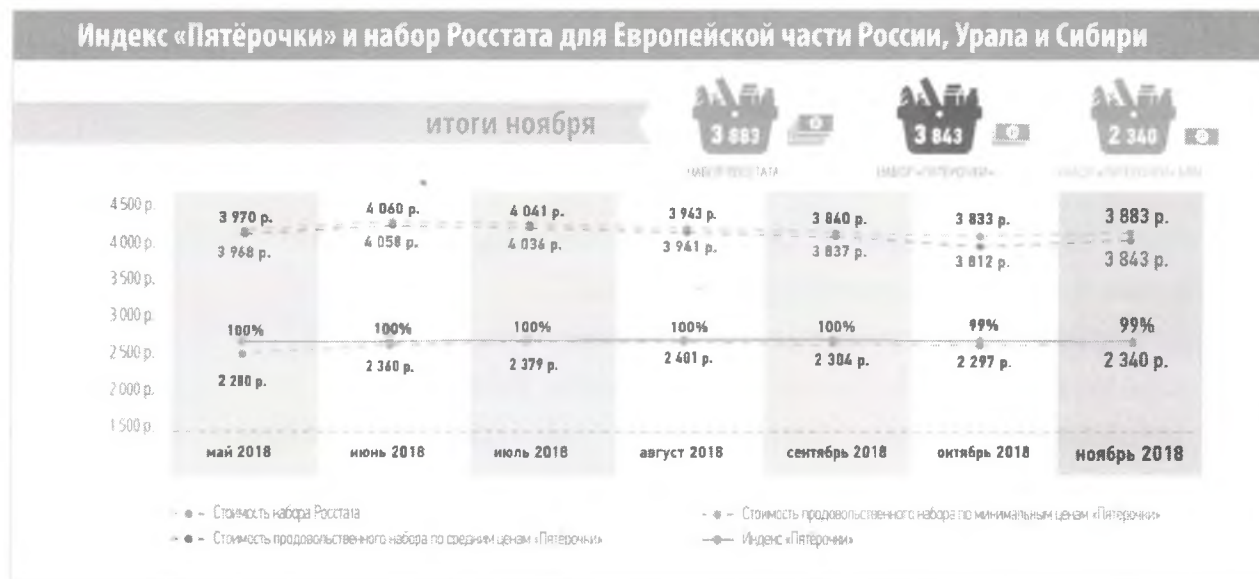 Индекс «Пятёрочки» и набор Росстата для Европейской части России, Урала и Сибири
итоги ноября
3 883
3 843
2 340
НАБОР РОССТАТА
НАБОР «ПЯТЁРОЧКИ»
4 500 р.
4 000 р.
3 500 р.
3 000 р.
2 500 р.
2 000 р.
1 500 р.
3 970 р.
4 060 р.
4 041 р.
3 943 р.
3 840 р.
3 833 р.
3 883 р.
3 968 р.
4 058 р.
4 036 р.
3 941 р.
3 837 р.
3 812 р.
3 843 р.
100%
100%
100%
100%
100%
99%
99%
2 280 р.
2 360 р.
2 379 р.
2 401 р.
2 304 р.
2 297 р.
2 340 р.
май 2018
июнь 2018
июль 2018
август 2018
сентябрь 2018
октябрь 2018
ноябрь 2018
Стоимость набора Росстата
Стоимость продовольственного набора по средним ценам «Пятёрочки»
Стоимость продовольственного набора по минимальным ценам «Пятёрочки»
Индекс «Пятёрочки»